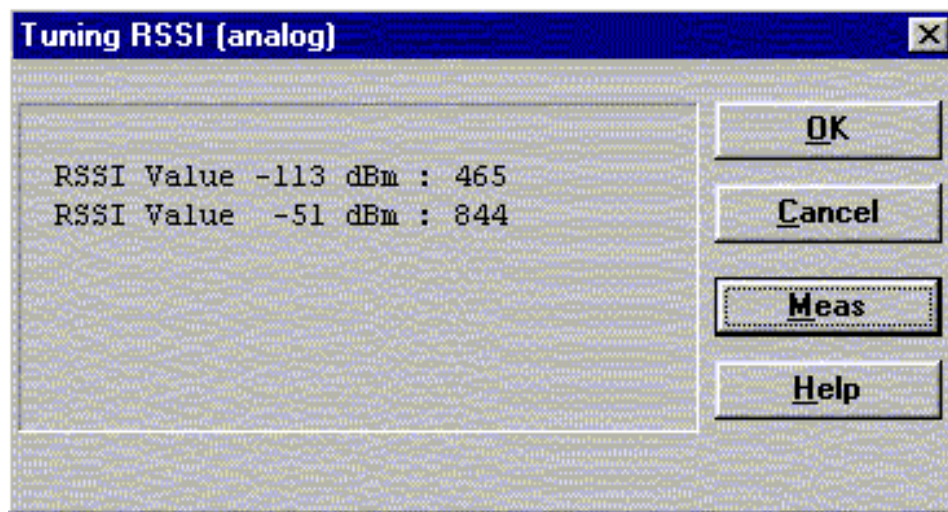 Tuning RSSI (analog)
RSSI Value -113 dBm : 465
RSSI Value  -51 dBm : 844
OK
Cancel
Meas
Help